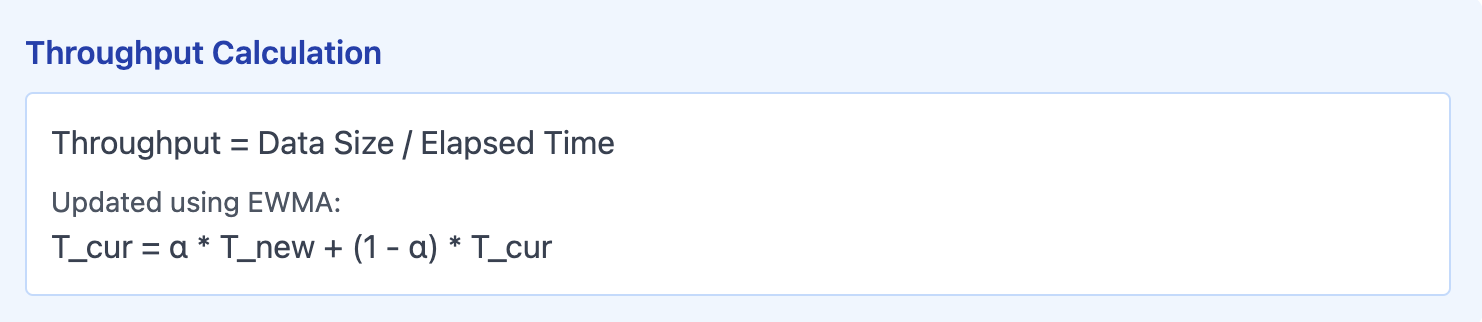 Throughput Calculation
Throughput = Data Size / Elapsed Time
Updated using EWMA:
T_cur = α * T_new + (1 - α) * T_cur